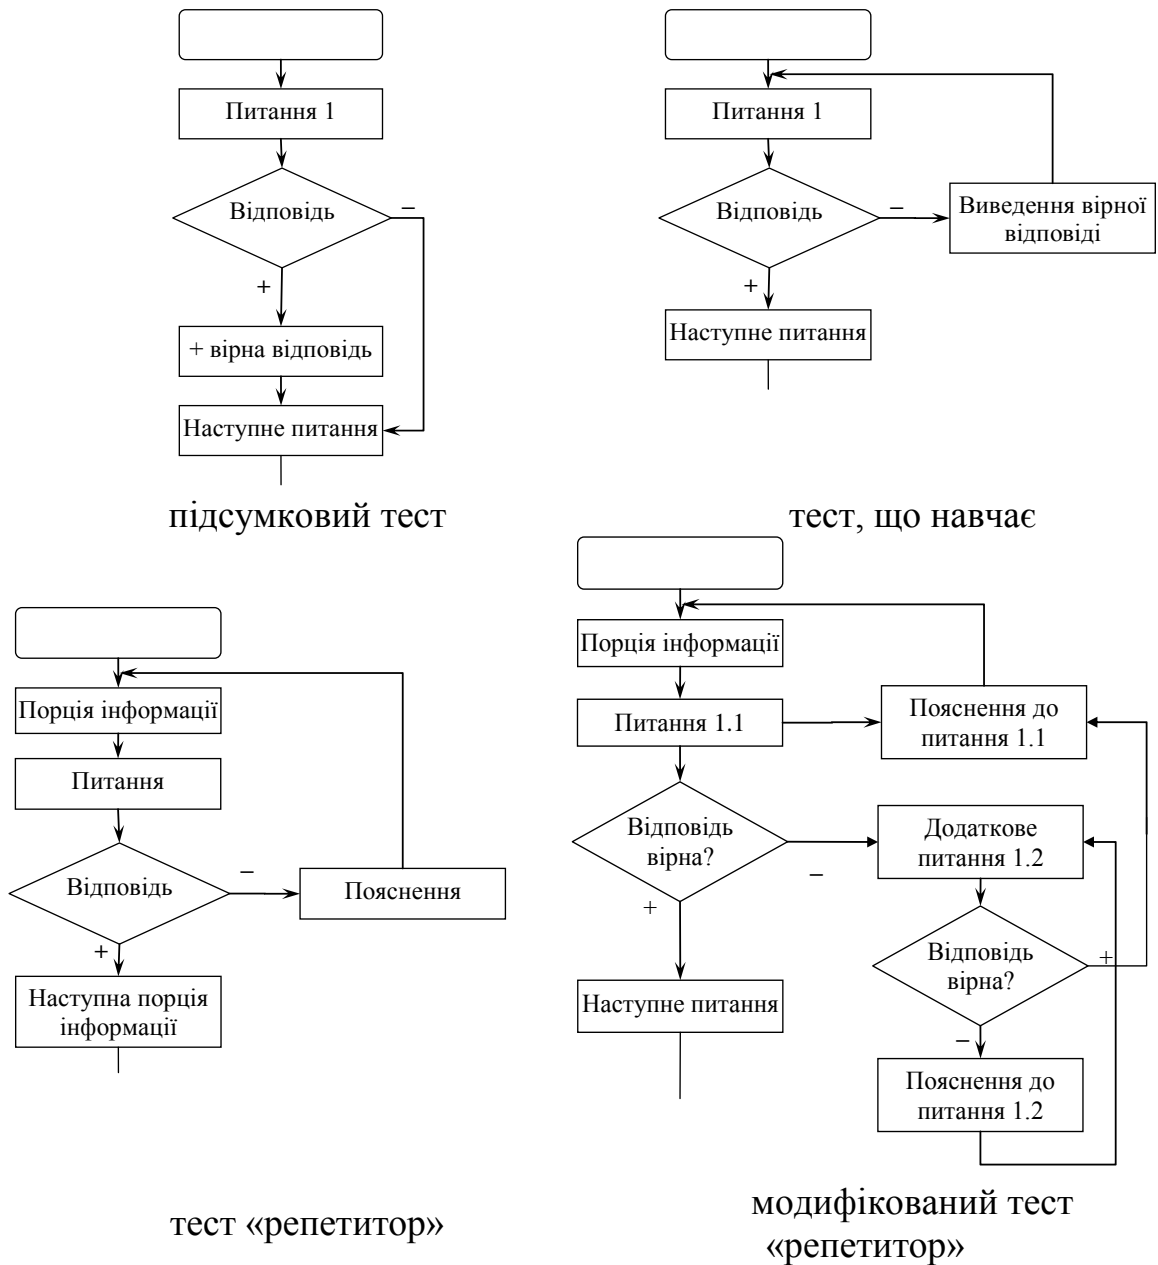 Питання 1
Відповідь
–
+
+ вірна відповідь
Наступне питання
підсумковий тест
Питання 1
Відповідь
–
Виведення вірної
відповіді
+
Наступне питання
тест, що навчає
Порція інформації
Питання
Відповідь
–
Пояснення
+
Наступна порція
інформації
тест «репетитор»
Порція інформації
Питання 1.1
Пояснення до
питання 1.1
Відповідь
вірна?
–
+
Додаткове
питання 1.2
Відповідь
вірна?
+
–
Наступне питання
Пояснення до
питання 1.2
модифікований тест
«репетитор»